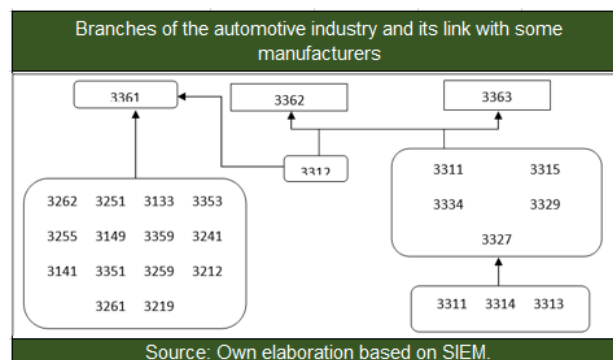 Branches of the automotive industry and its link with some
manufacturers
3361
3362
3363
3312
3262 3251 3133 3353
3255 3149 3359 3241
3141 3351 3259 3212
3261 3219
3311 3315
3334 3329
3327
3311 3314 3313
Source: Own elaboration based on SIEM.